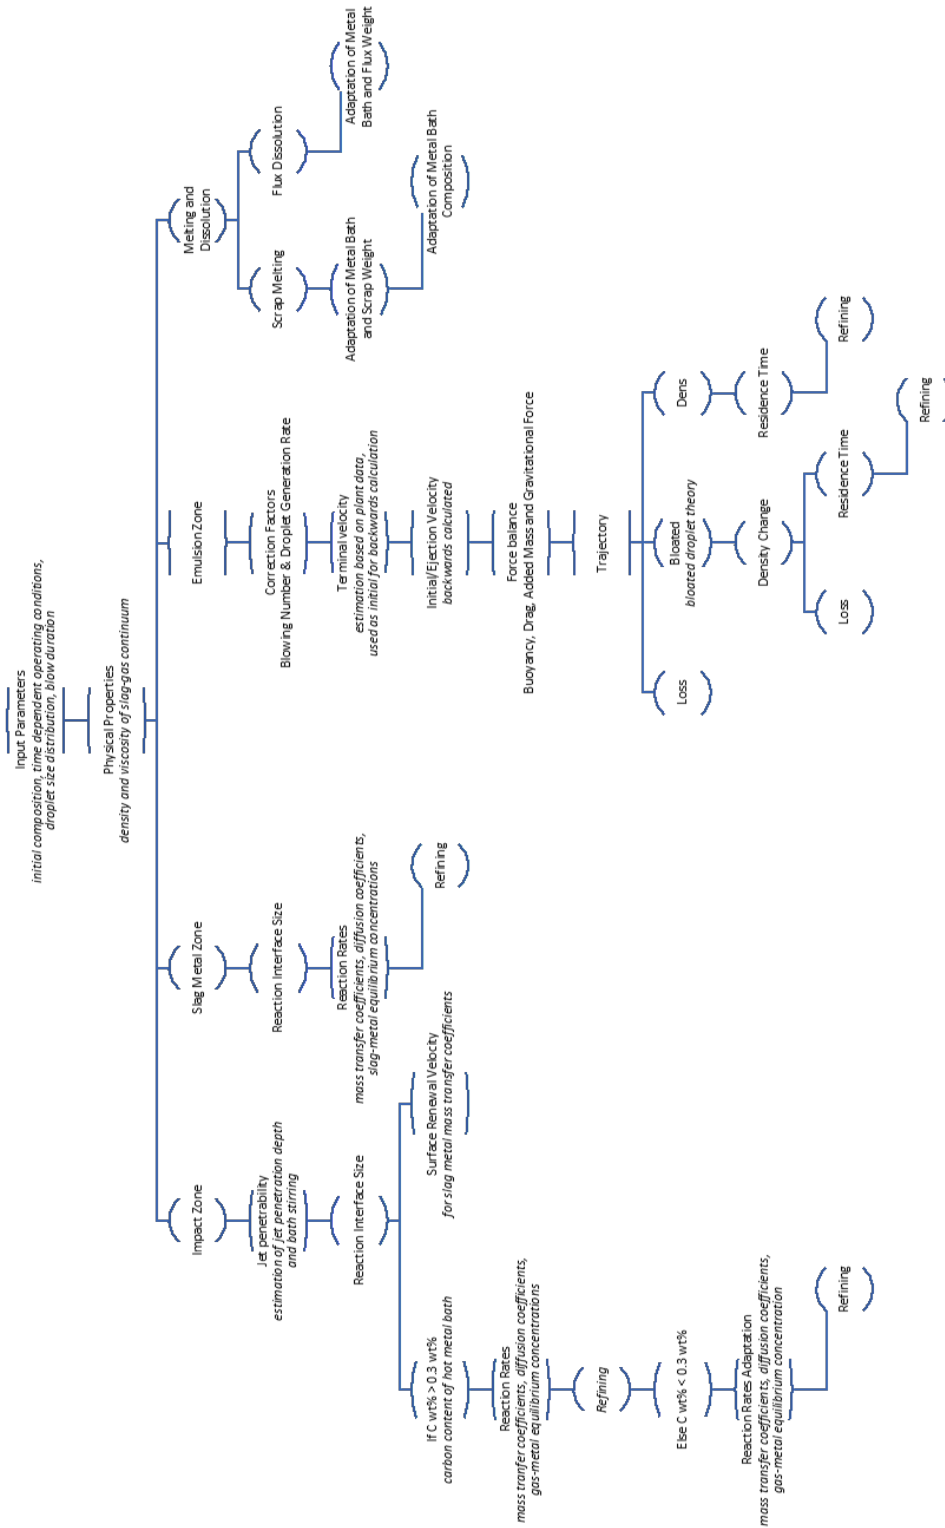 Input Parameters
initial composition, time dependent operating conditions,
droplet size distribution, blow duration
Physical Properties
density and viscosity of slag-gas continuum
Impact Zone
Jet penetrability
estimation of jet penetration depth
and bath stirring
Reaction Interface Size
If C wt% > 0.3 wt%
carbon content of hot metal bath
Reaction Rates
mass tranfer coefficients, diffusion coefficients,
gas-metal equilibrium concentrations
Refining
Else C wt% < 0.3 wt%
Reaction Rates Adaptation
mass transfer coefficients, diffusion coefficients,
gas-metal equilibrium concentration
Refining
Surface Renewal Velocity
for slag metal mass transfer coefficients
Slag Metal Zone
Reaction Interface Size
Reaction Rates
mass transfer coefficients, diffusion coefficients,
slag-metal equilibrium concentrations
Refining
Emulsion Zone
Correction Factors
Blowing Number & Droplet Generation Rate
Terminal velocity
estimation based on plant data,
used as initial for backwards calculation
Initial/Ejection Velocity
backwards calculated
Force balance
Buoyancy, Drag, Added Mass and Gravitational Force
Trajectory
Loss
Bloated
bloated droplet theory
Density Change
Loss
Residence Time
Refining
Dens
Residence Time
Refining
Melting and
Dissolution
Scrap Melting
Adaptation of Metal Bath
and Scrap Weight
Adaptation of Metal Bath
Composition
Flux Dissolution
Adaptation of Metal
Bath and Flux Weight